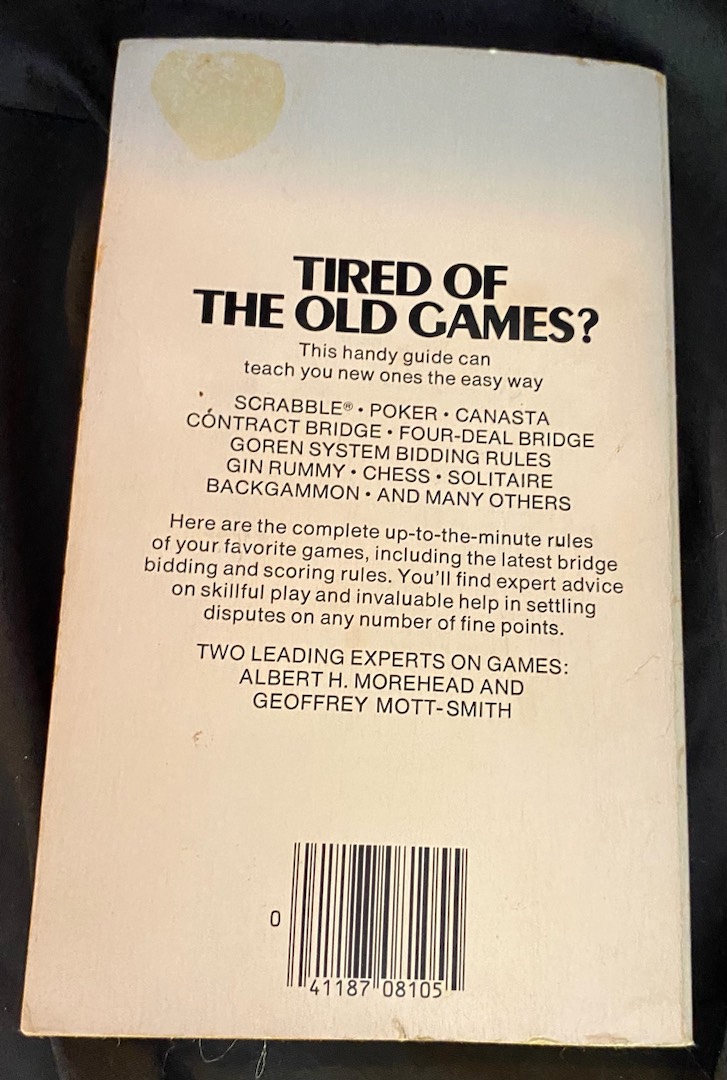 TIRED OF
THE OLD GAMES?
This handy guide can
teach you new ones the easy way
SCRABBLE® • POKER • CANASTA
CONTRACT BRIDGE • FOUR-DEAL BRIDGE
GOREN SYSTEM BIDDING RULES
GIN RUMMY • CHESS • SOLITAIRE
BACKGAMMON • AND MANY OTHERS
Here are the complete up-to-the-minute rules
of your favorite games, including the latest bridge
bidding and scoring rules. You'll find expert advice
on skillful play and invaluable help in settling
disputes on any number of fine points.
TWO LEADING EXPERTS ON GAMES:
ALBERT H. MOREHEAD AND
GEOFFREY MOTT-SMITH
0
41187 08105